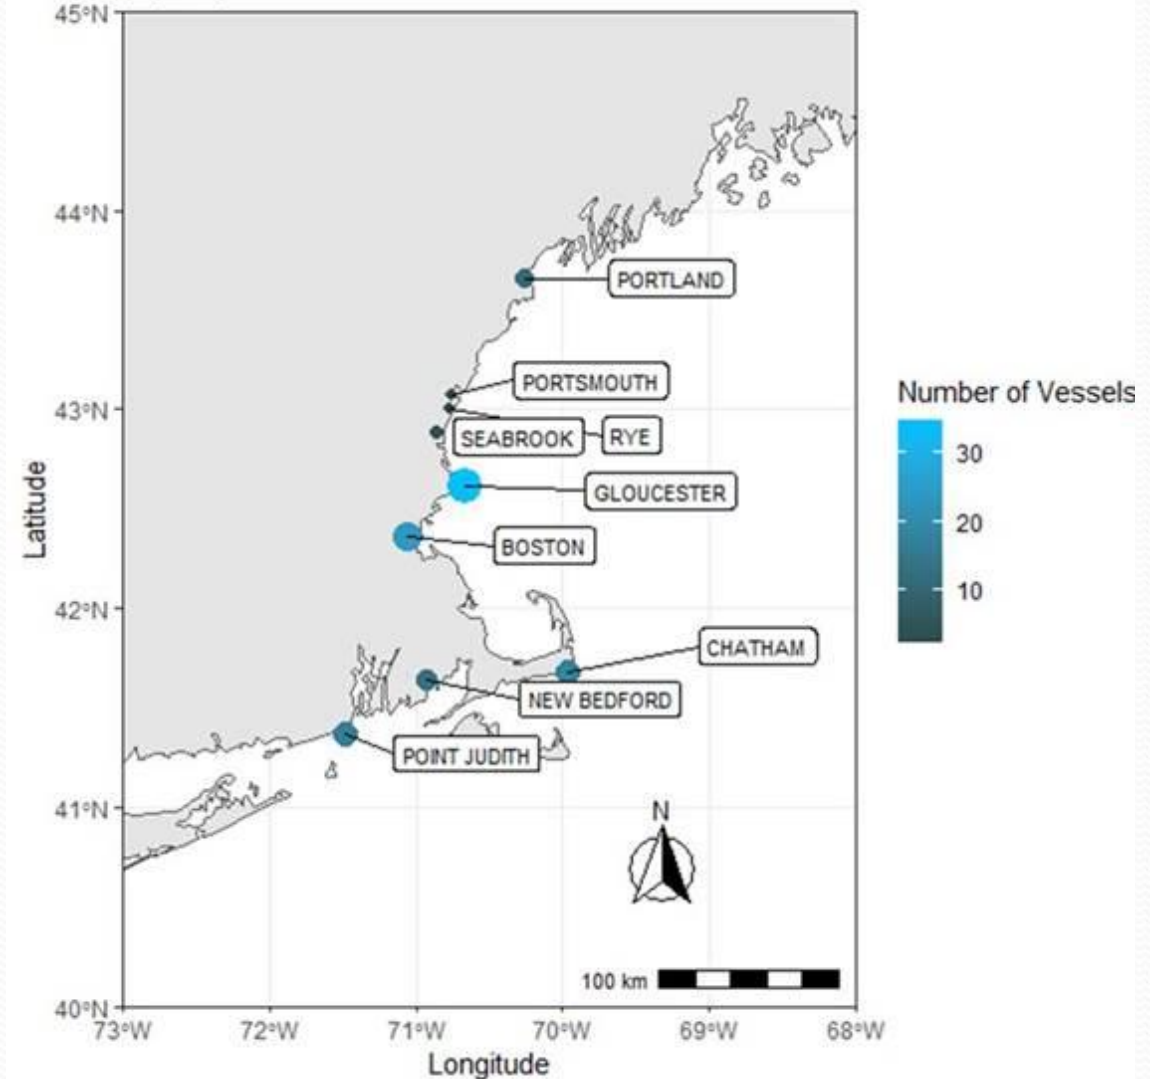 45°N
44°N
43°N
42°N
41°N
40°N
Latitude
PORTLAND
PORTSMOUTH
SEABROOK
RYE
GLOUCESTER
BOSTON
CHATHAM
NEW BEDFORD
POINT JUDITH
N
100 km
73°W 72°W 71°W 70°W 69°W 68°W
Longitude
Number of Vessels
30
20
10